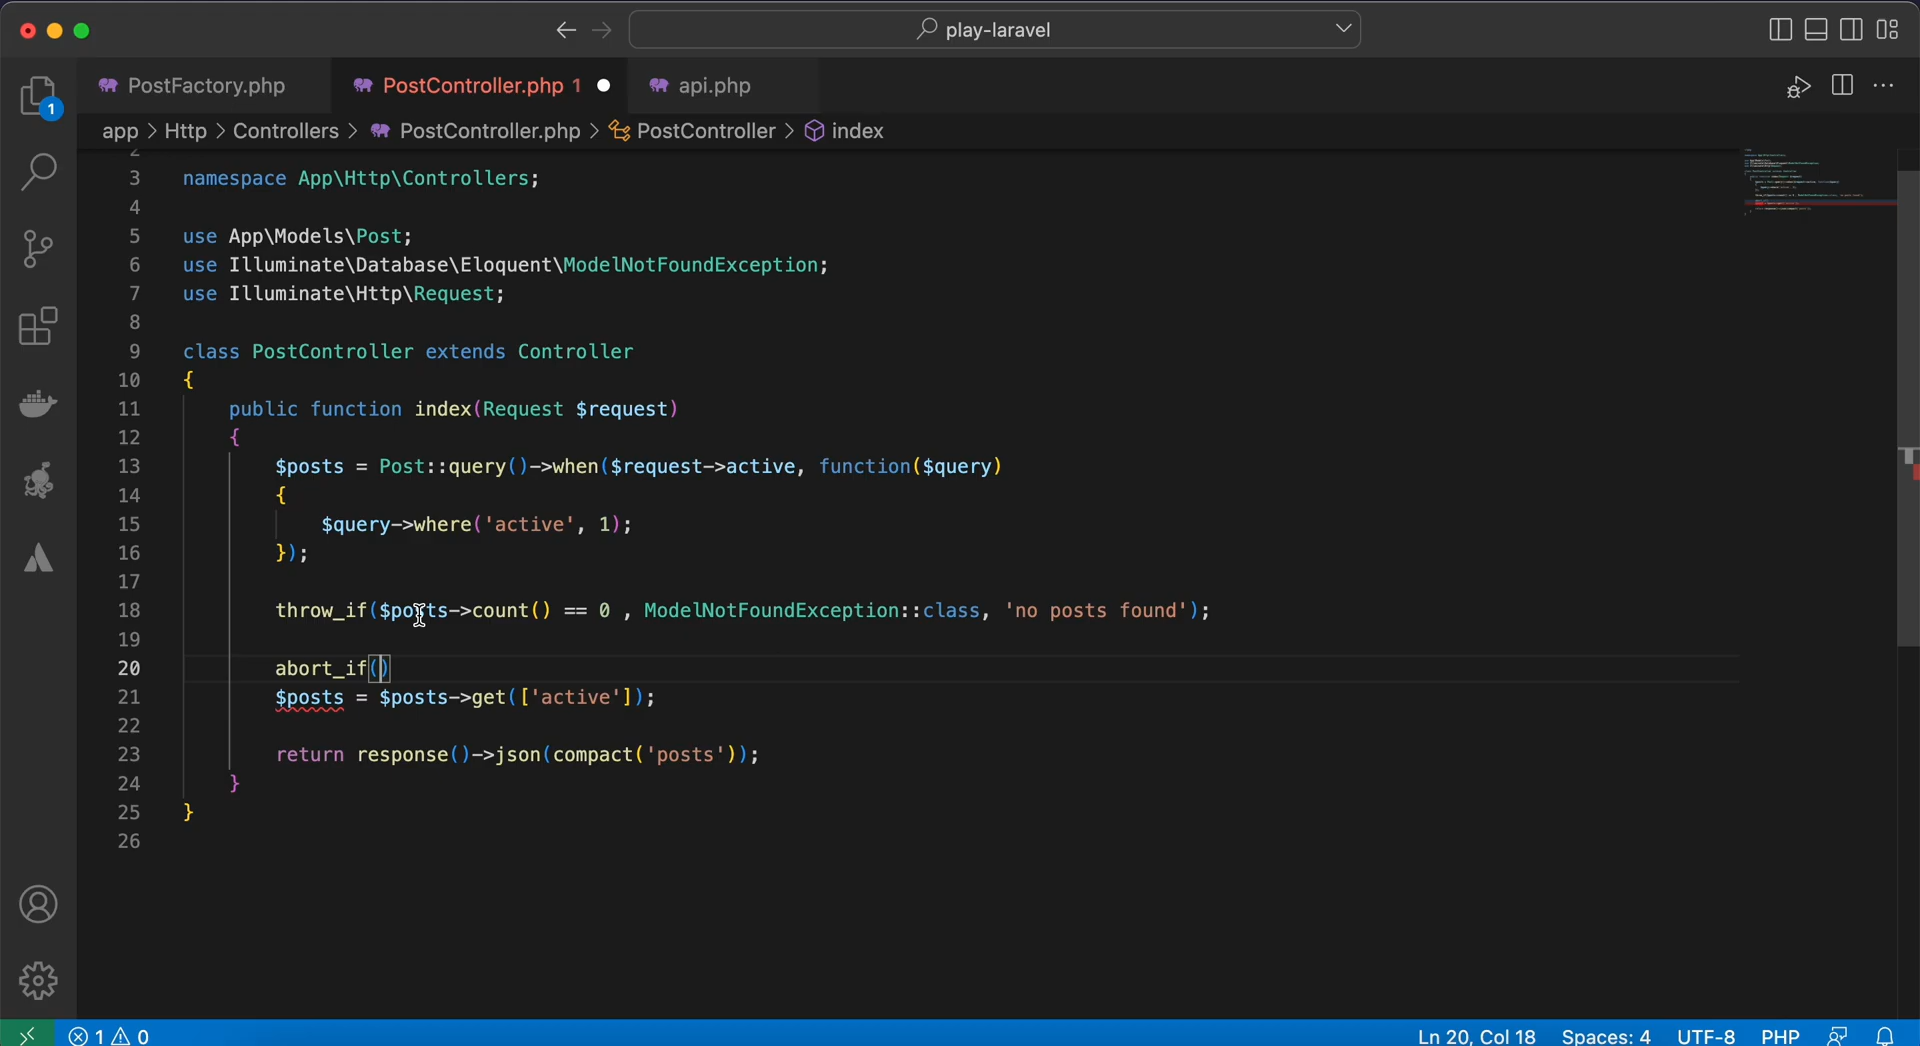 play-laravel
PostFactory.php
PostController.php 1
api.php
1
app > Http > Controllers > PostController.php > PostController > index
2
3 namespace App\Http\Controllers;
4
5 use App\Models\Post;
6 use Illuminate\Database\Eloquent\ModelNotFoundException;
7 use Illuminate\Http\Request;
8
9 class PostController extends Controller
10 {
11 public function index(Request $request)
12 {
13 $posts = Post::query()->when($request->active, function($query)
14 {
15 $query->where('active', 1);
16 });
17
18 throw_if($posts->count() == 0 , ModelNotFoundException::class, 'no posts found');
19
20 abort_if()
21 $posts = $posts->get(['active']);
22
23 return response()->json(compact('posts'));
24 }
25 }
26
1 0 Ln 20, Col 18 Spaces: 4 UTF-8 PHP